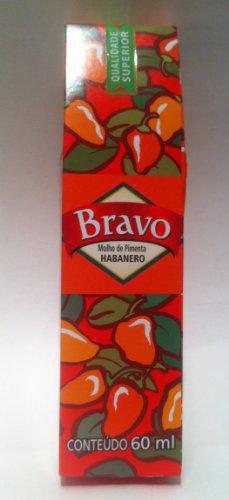 QUALIDADE
SUPERIOR
Bravo
Molho de Pimenta
HABANERO
CONTEÚDO 60 ml